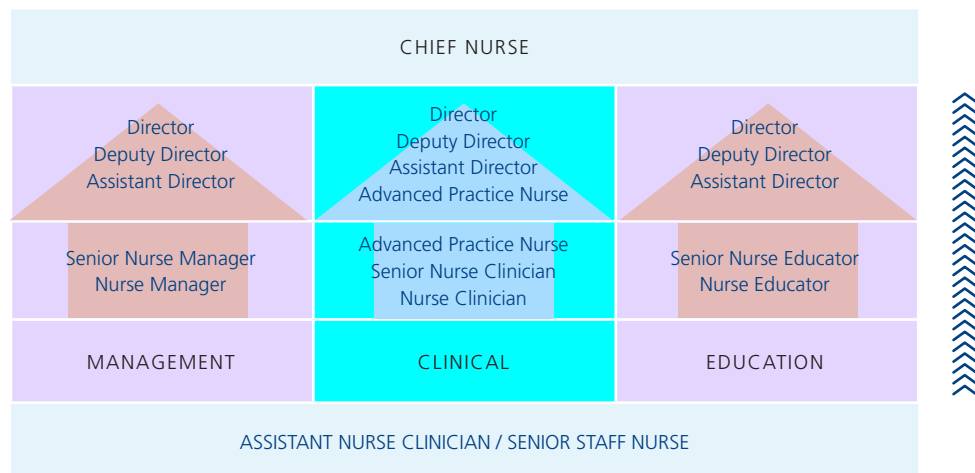 CHIEF NURSE
Director
Deputy Director
Assistant Director
Director
Deputy Director
Assistant Director
Advanced Practice Nurse
Director
Deputy Director
Assistant Director
Senior Nurse Manager
Nurse Manager
Advanced Practice Nurse
Senior Nurse Clinician
Nurse Clinician
Senior Nurse Educator
Nurse Educator
MANAGEMENT
CLINICAL
EDUCATION
ASSISTANT NURSE CLINICIAN / SENIOR STAFF NURSE